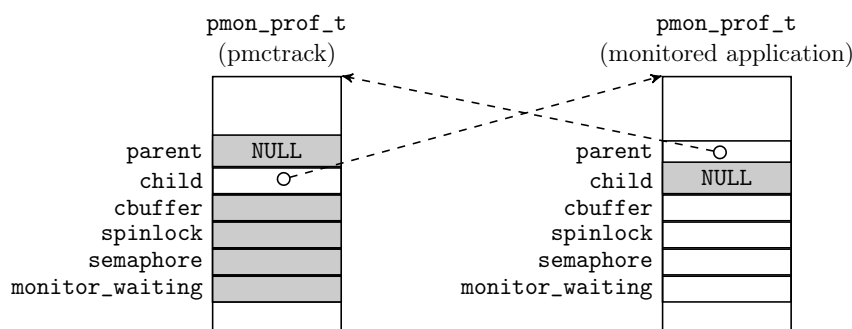 pmon_prof_t
(pmctrack)
parent NULL
child
cbuffer
spinlock
semaphore
monitor_waiting
pmon_prof_t
(monitored application)
parent
child NULL
cbuffer
spinlock
semaphore
monitor_waiting